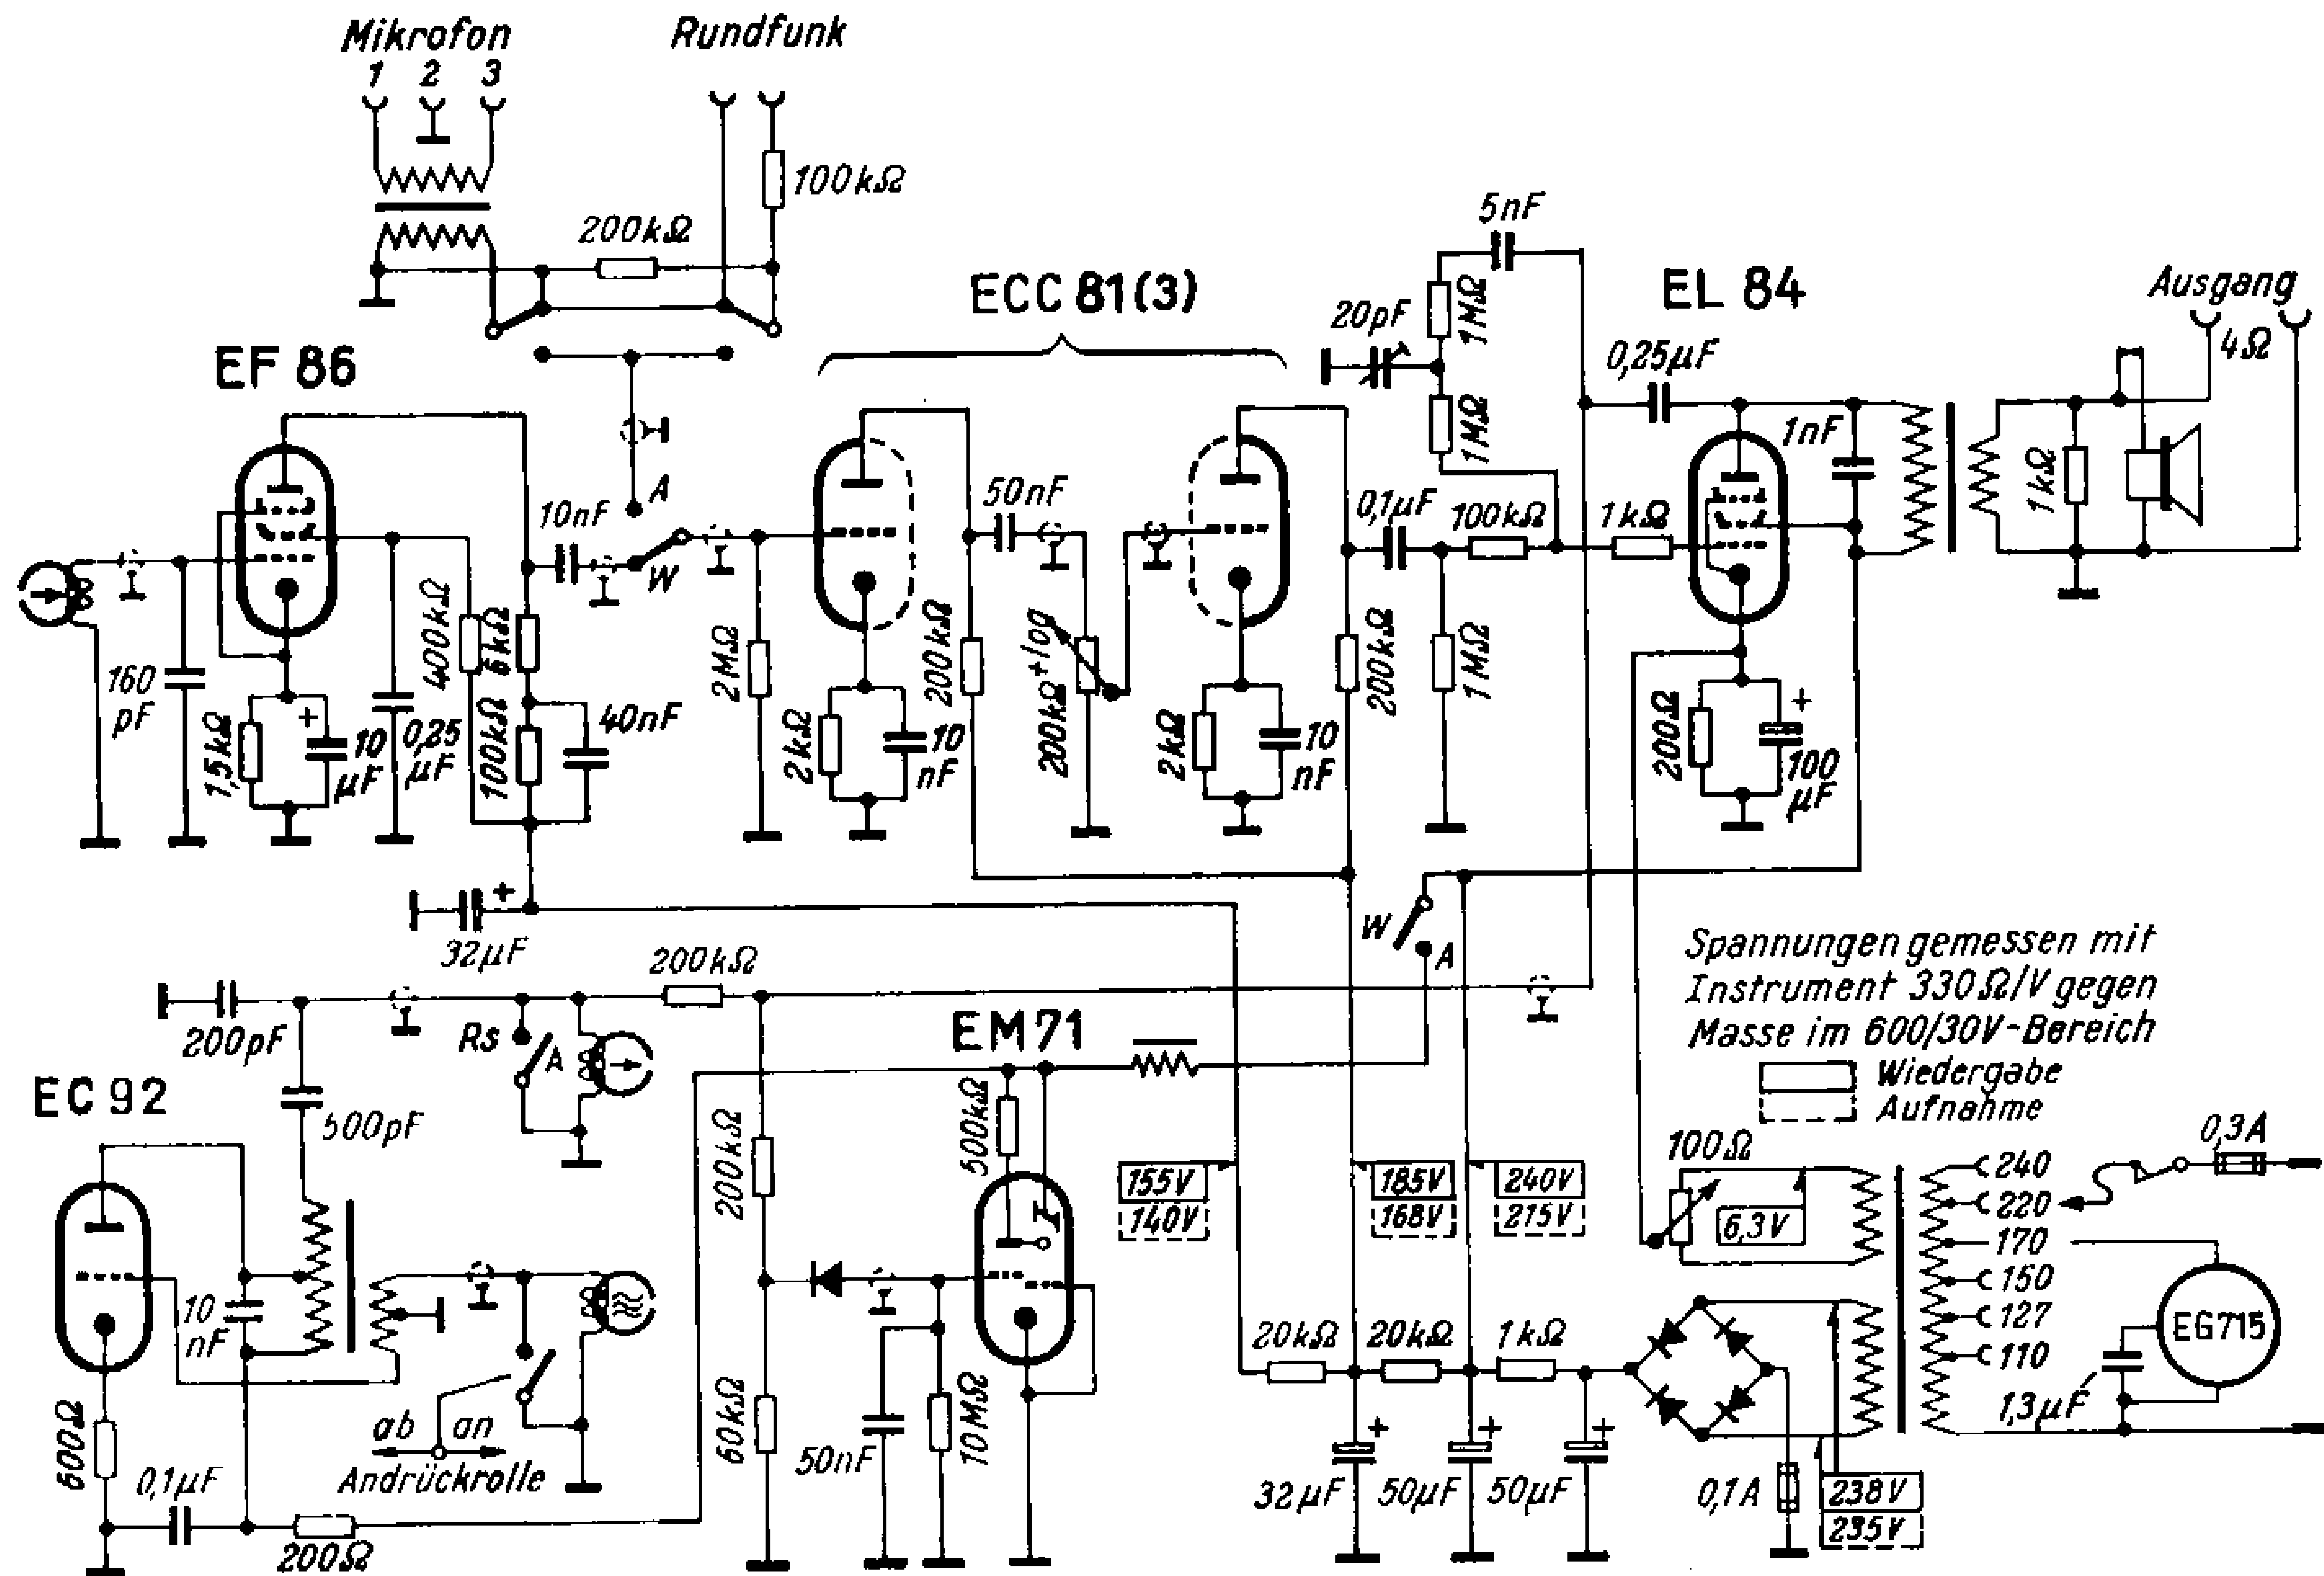 Mikrofon
1 2 3
Rundfunk
100kΩ
200kΩ
5nF
ECC 81(3)
EL 84
Ausgang
4Ω
20pF
1MΩ
0,25µF
EF 86
1nF
1MΩ
1kΩ
A
10nF
50nF
0,1µF
100kΩ
1kΩ
W
160
pF
400kΩ
6kΩ
2MΩ
200kΩ
200kΩ+log
200kΩ
1MΩ
1,5kΩ
+
10
µF
0,25
µF
100kΩ
40nF
2kΩ
10
nF
2kΩ
10
nF
200Ω
+
100
µF
+
32µF
W
A
200kΩ
Spannungen gemessen mit
Instrument 330Ω/V gegen
Masse im 600/30V-Bereich
Wiedergabe
Aufnahme
200pF
Rs
A
EM 71
EC 92
500pF
200kΩ
500kΩ
155V
140V
185V
168V
240V
215V
100Ω
6,3V
0,3A
240
220
170
150
127
110
EG715
1,3µF
10
nF
20kΩ
20kΩ
1kΩ
600Ω
ab an
Andrückrolle
60kΩ
50nF
10MΩ
+
32µF
+
50µF
+
50µF
0,1A
238V
235V
0,1µF
200Ω